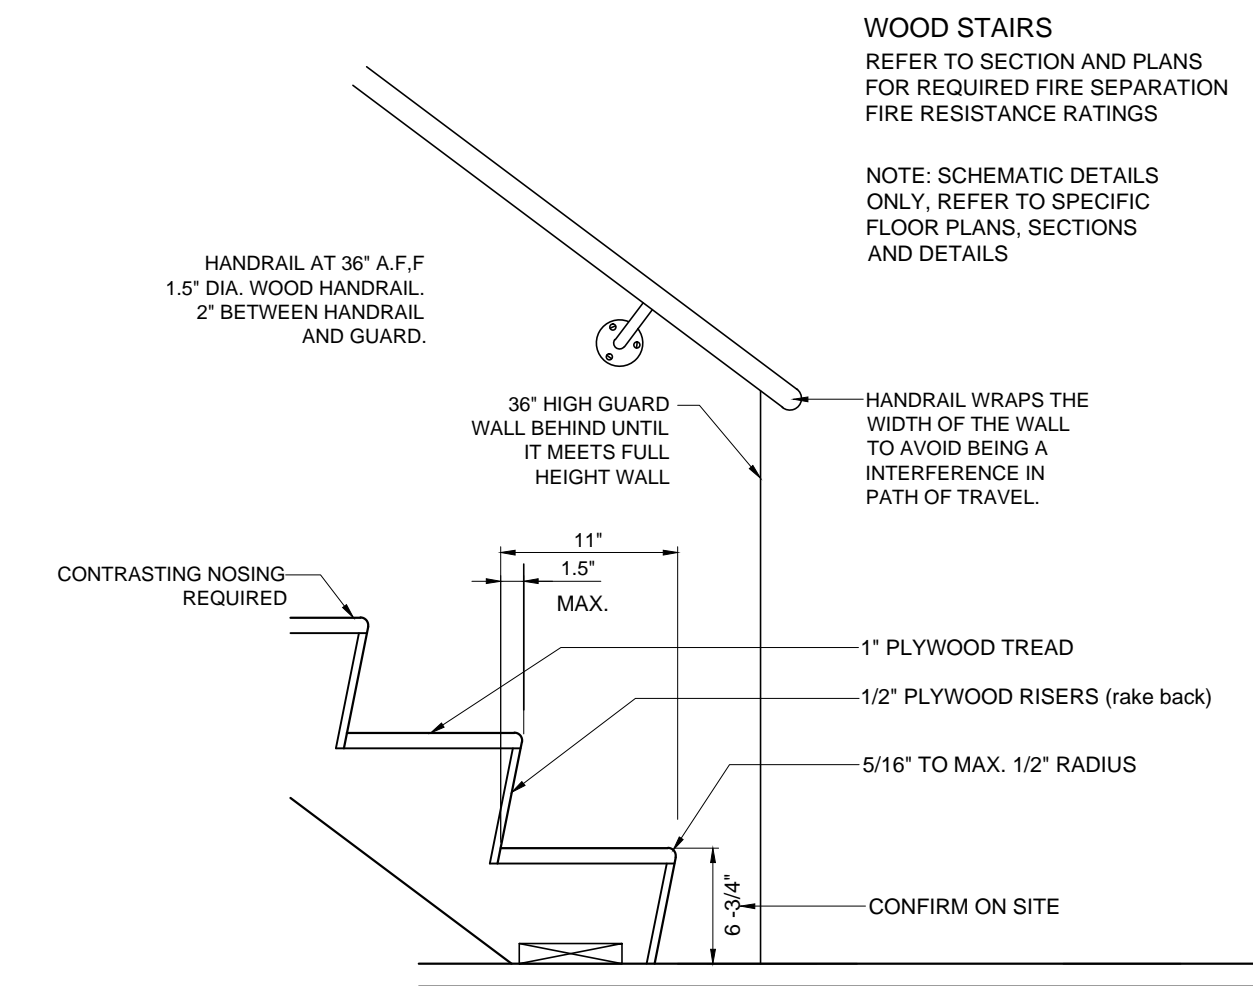 WOOD STAIRS
REFER TO SECTION AND PLANS
FOR REQUIRED FIRE SEPARATION
FIRE RESISTANCE RATINGS
NOTE: SCHEMATIC DETAILS
ONLY, REFER TO SPECIFIC
FLOOR PLANS, SECTIONS
AND DETAILS
HANDRAIL AT 36" A.F,F
1.5" DIA. WOOD HANDRAIL.
2" BETWEEN HANDRAIL
AND GUARD.
36" HIGH GUARD
WALL BEHIND UNTIL
IT MEETS FULL
HEIGHT WALL
HANDRAIL WRAPS THE
WIDTH OF THE WALL
TO AVOID BEING A
INTERFERENCE IN
PATH OF TRAVEL.
11"
1.5"
MAX.
CONTRASTING NOSING
REQUIRED
1" PLYWOOD TREAD
1/2" PLYWOOD RISERS (rake back)
5/16" TO MAX. 1/2" RADIUS
6 -3/4"
CONFIRM ON SITE